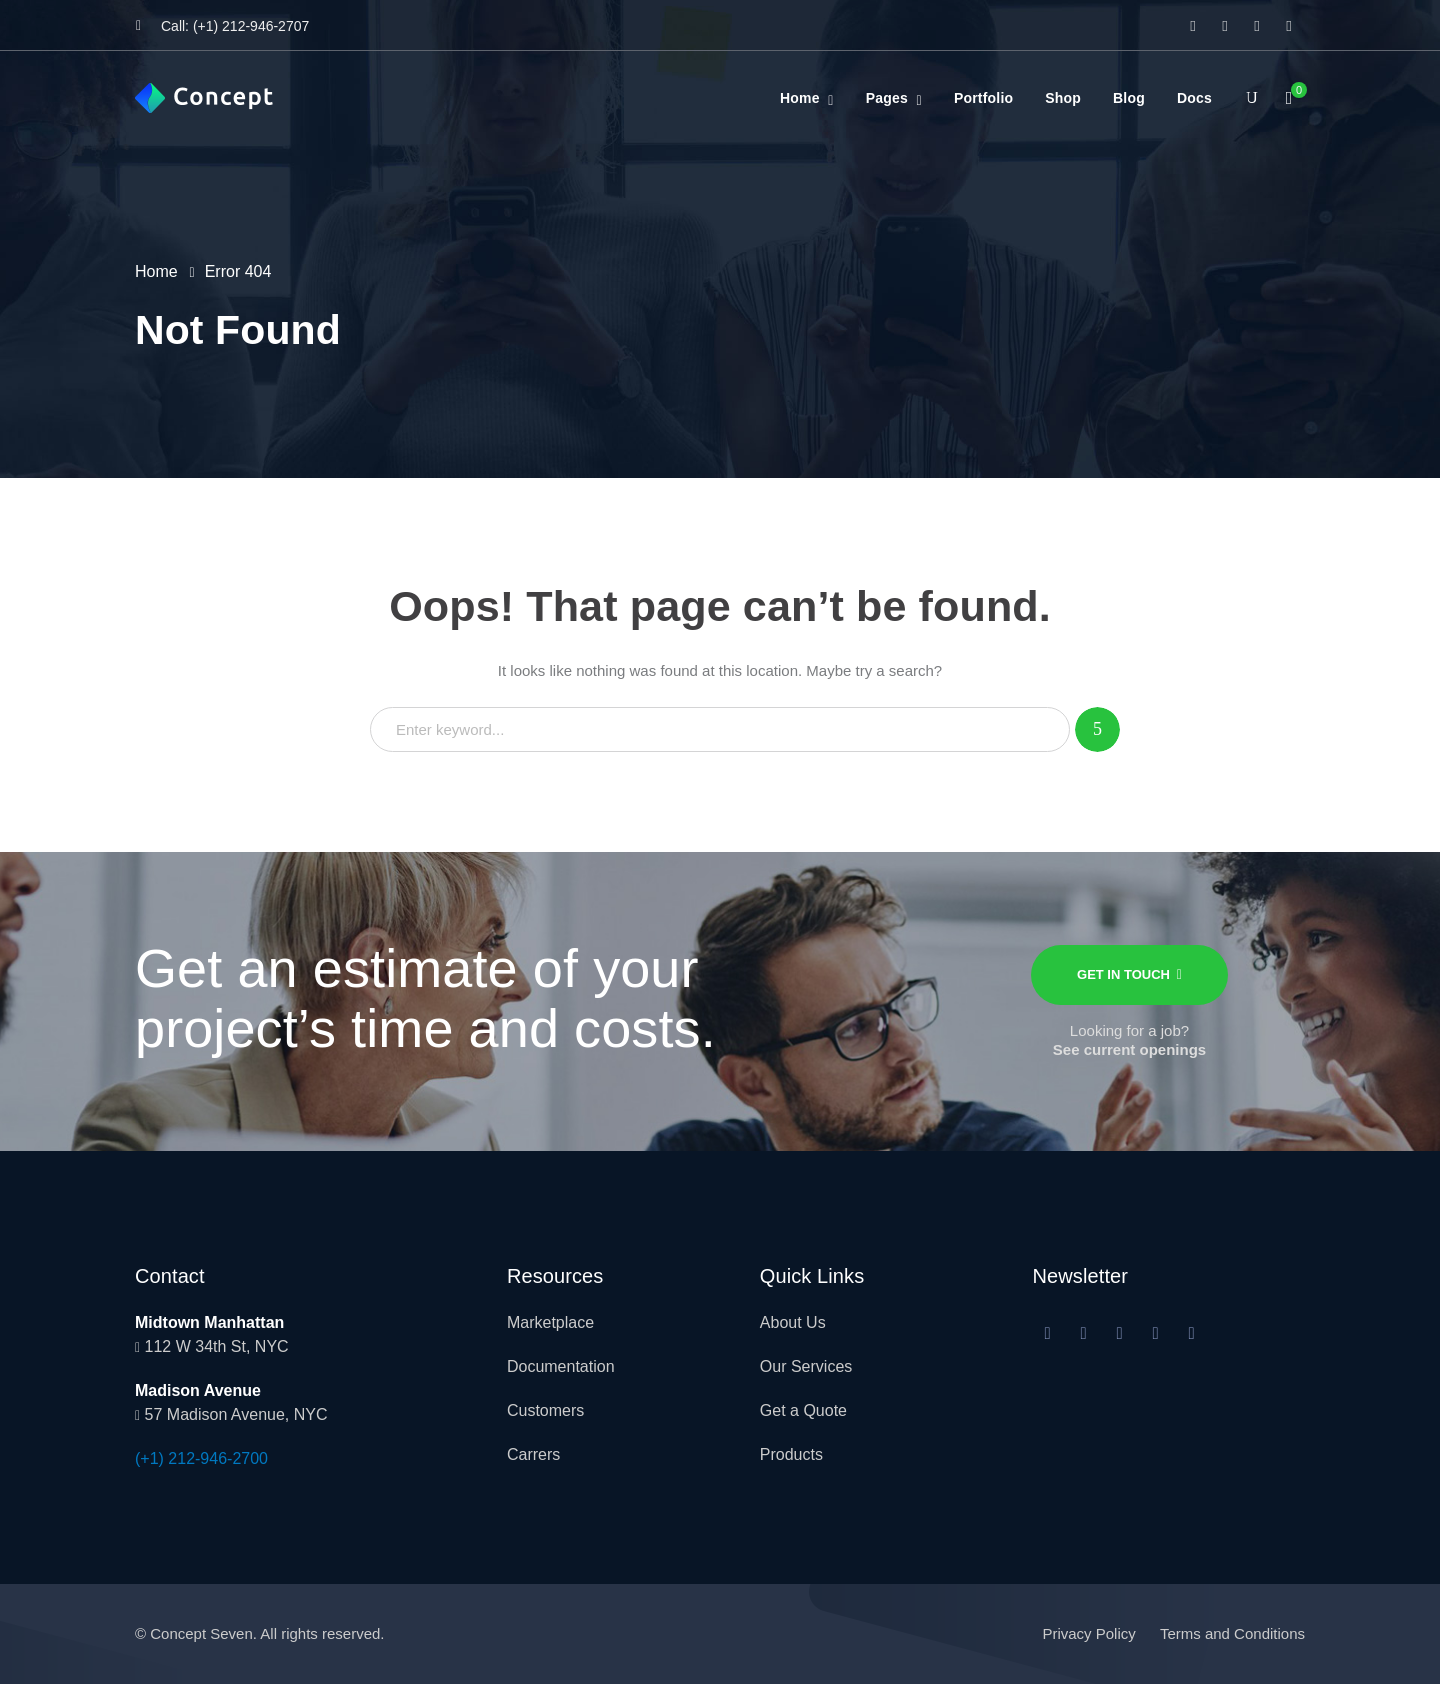 Call: (+1) 212-946-2707
Concept
Home Pages Portfolio Shop Blog Docs U 0
Home Error 404
Not Found
Oops! That page can’t be found.
It looks like nothing was found at this location. Maybe try a search?
Enter keyword... 5
Get an estimate of your
project’s time and costs.
GET IN TOUCH
Looking for a job?
See current openings
Contact
Midtown Manhattan
112 W 34th St, NYC
Madison Avenue
57 Madison Avenue, NYC
(+1) 212-946-2700
Resources
Marketplace
Documentation
Customers
Carrers
Quick Links
About Us
Our Services
Get a Quote
Products
Newsletter
© Concept Seven. All rights reserved.
Privacy Policy Terms and Conditions